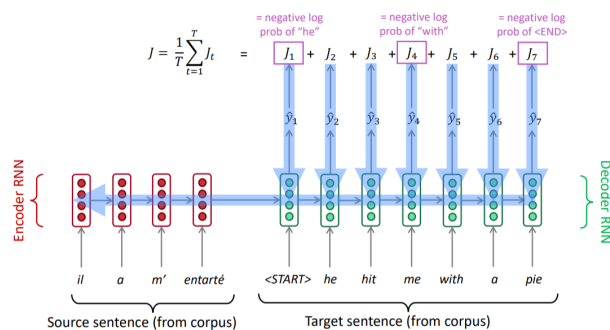 = negative log
prob of "he"
= negative log
prob of "with"
= negative log
prob of <END>
J = 1/T ∑ t=1 T J_t = J_1 + J_2 + J_3 + J_4 + J_5 + J_6 + J_7
ŷ_1 ŷ_2 ŷ_3 ŷ_4 ŷ_5 ŷ_6 ŷ_7
Encoder RNN
Decoder RNN
il a m' entarté <START> he hit me with a pie
Source sentence (from corpus)
Target sentence (from corpus)